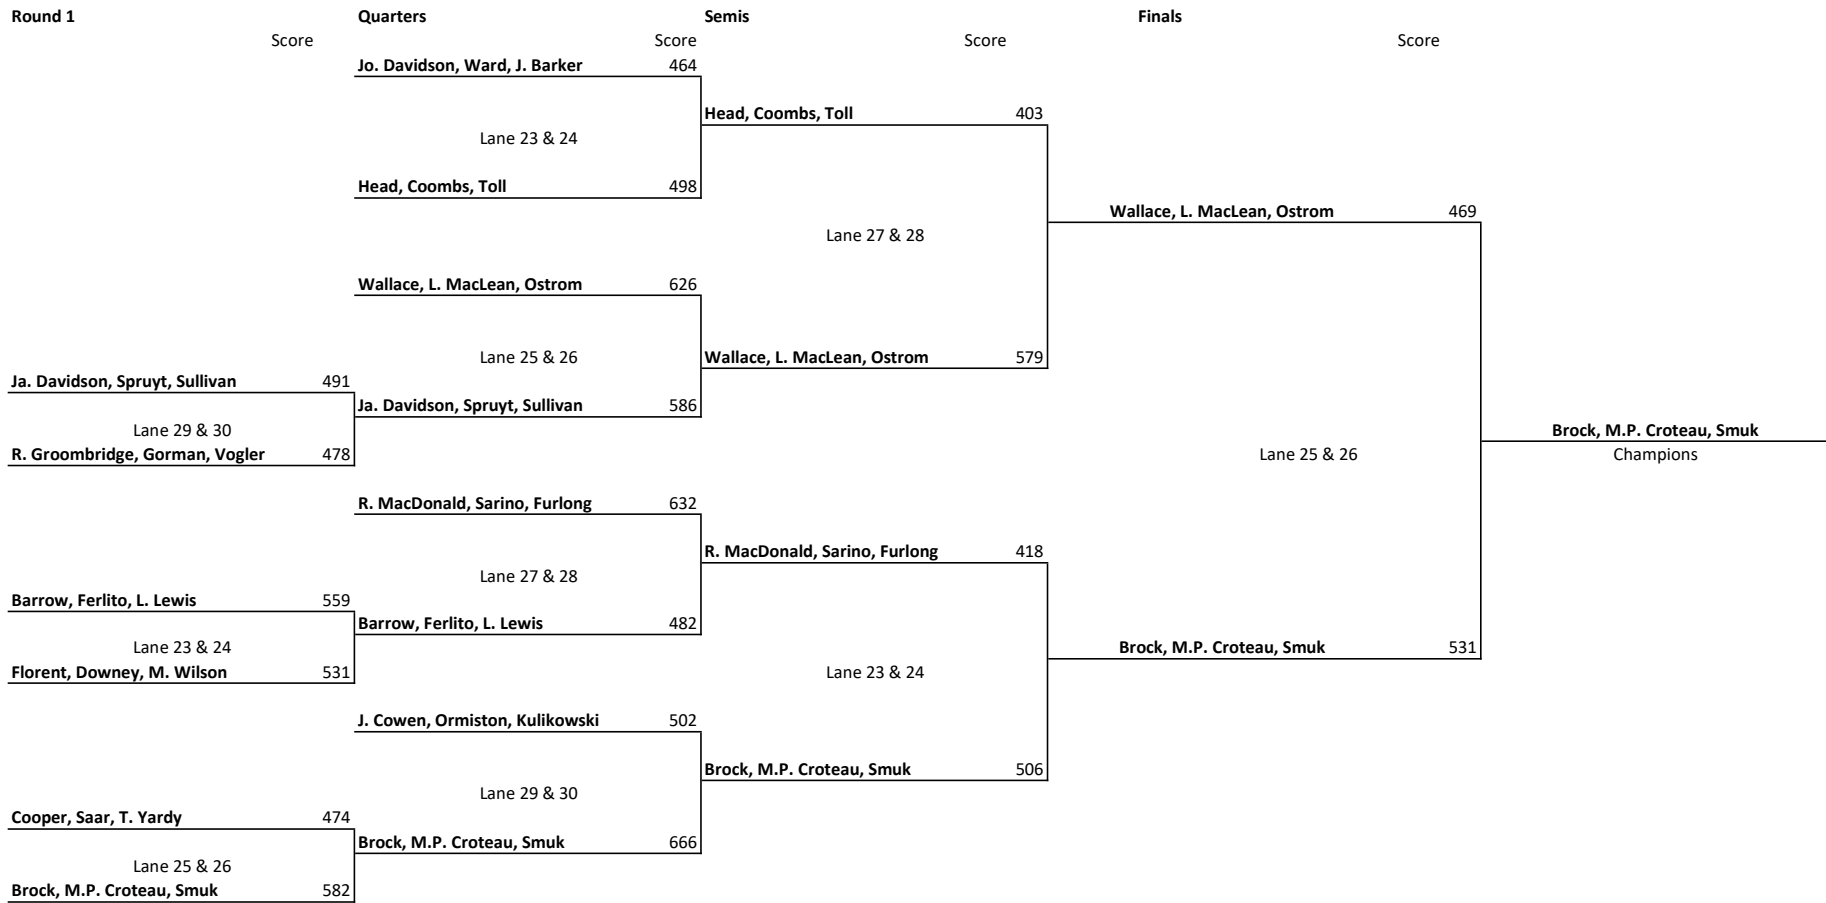 Round 1 Quarters Semis Finals
Score Score Score Score
Jo. Davidson, Ward, J. Barker 464
Head, Coombs, Toll 403
Lane 23 & 24
Head, Coombs, Toll 498
Wallace, L. MacLean, Ostrom 469
Lane 27 & 28
Wallace, L. MacLean, Ostrom 626
Lane 25 & 26 Wallace, L. MacLean, Ostrom 579
Ja. Davidson, Spruyt, Sullivan 491
Ja. Davidson, Spruyt, Sullivan 586
Lane 29 & 30 Brock, M.P. Croteau, Smuk
R. Groombridge, Gorman, Vogler 478 Lane 25 & 26 Champions
R. MacDonald, Sarino, Furlong 632
R. MacDonald, Sarino, Furlong 418
Lane 27 & 28
Barrow, Ferlito, L. Lewis 559
Barrow, Ferlito, L. Lewis 482
Lane 23 & 24 Brock, M.P. Croteau, Smuk 531
Florent, Downey, M. Wilson 531 Lane 23 & 24
J. Cowen, Ormiston, Kulikowski 502
Brock, M.P. Croteau, Smuk 506
Lane 29 & 30
Cooper, Saar, T. Yardy 474
Brock, M.P. Croteau, Smuk 666
Lane 25 & 26
Brock, M.P. Croteau, Smuk 582